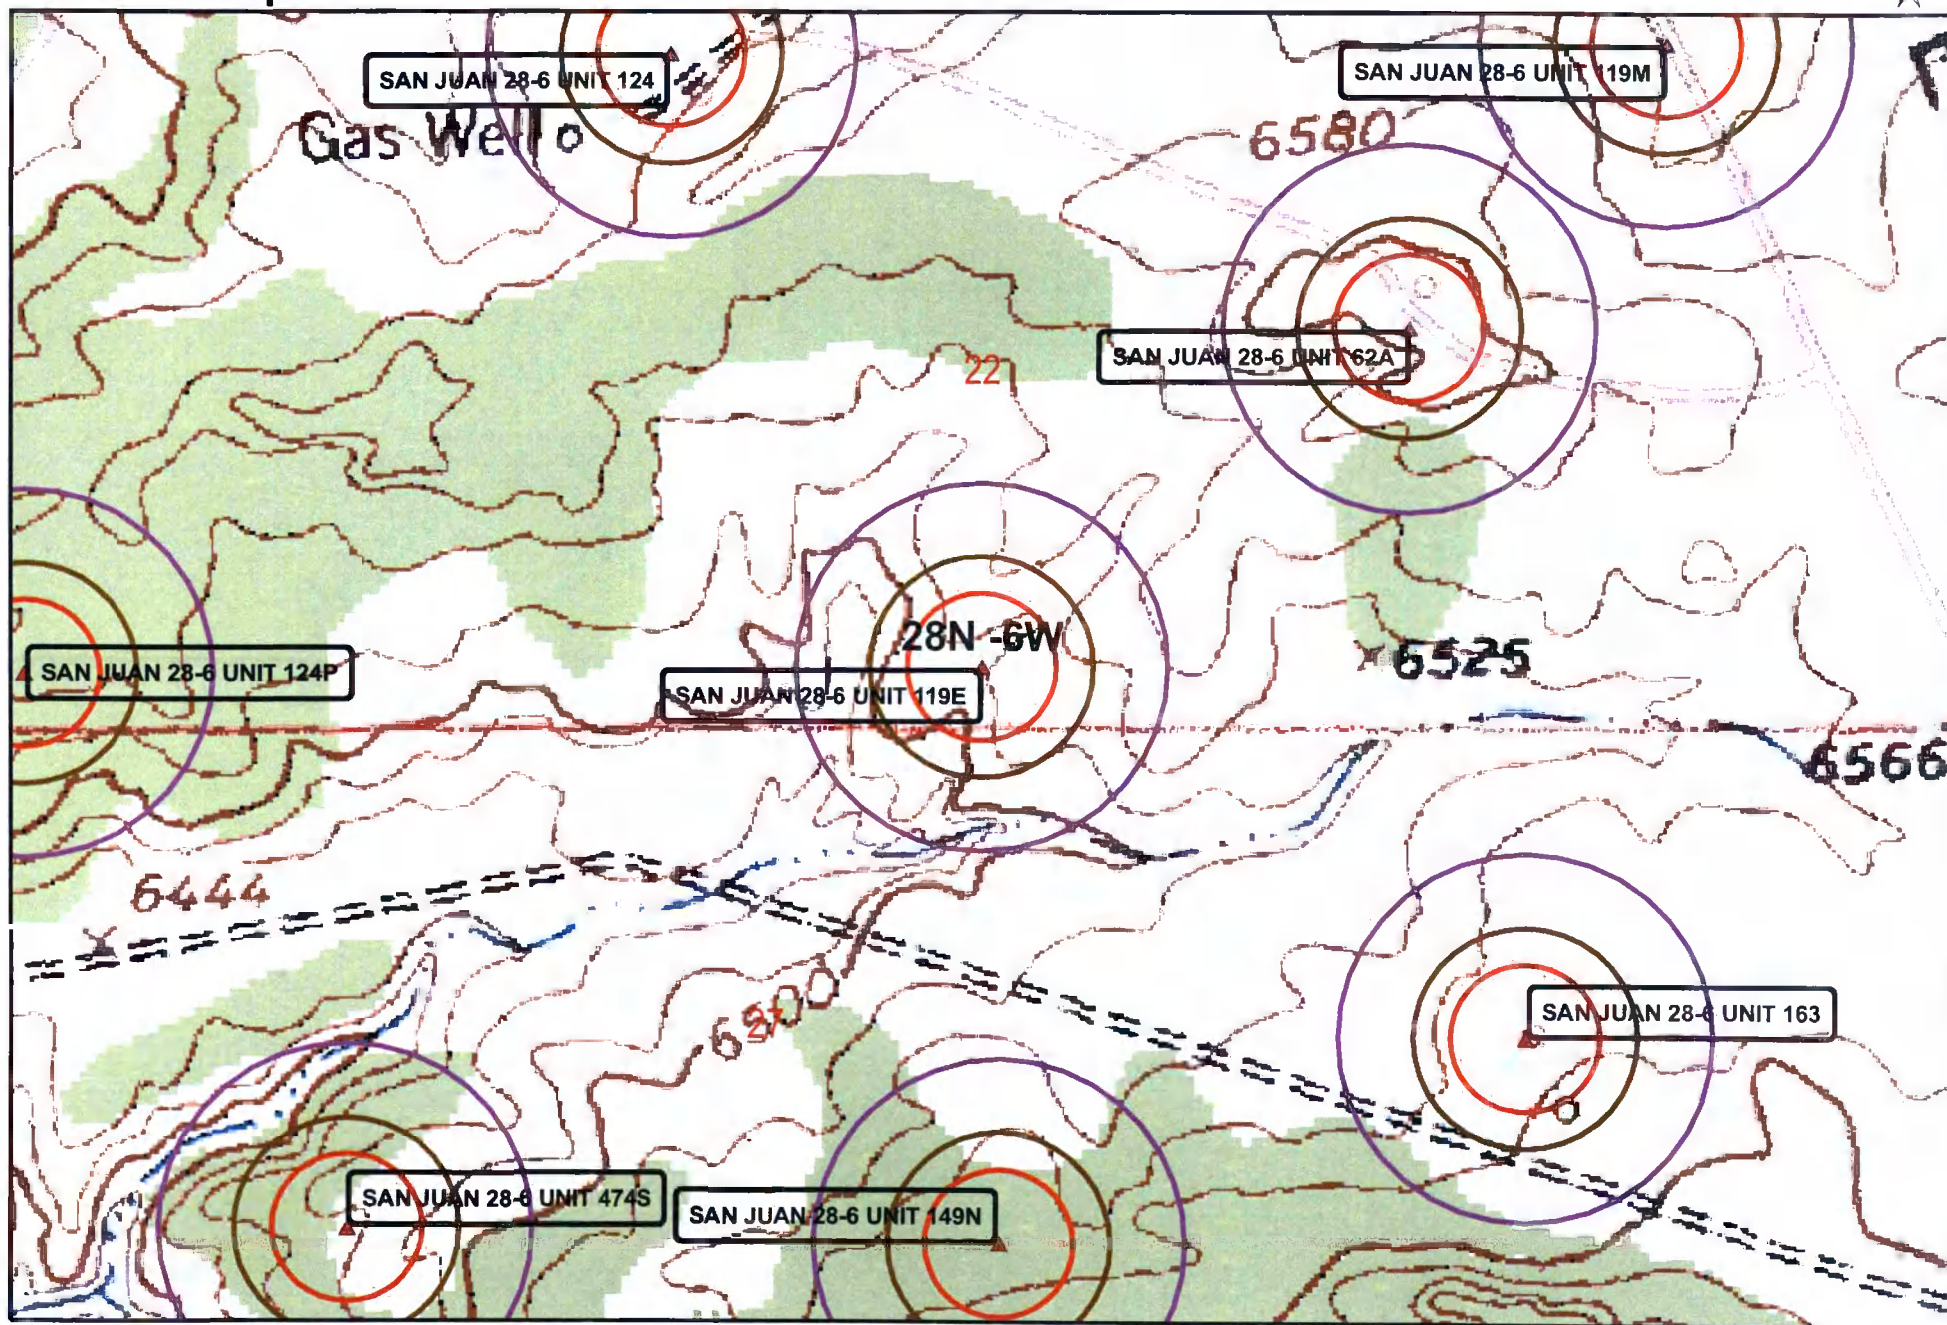 SAN JUAN 28-6 UNIT 124
SAN JUAN 28-6 UNIT 119M
Gas Well
6580
SAN JUAN 28-6 UNIT 62A
22
28N -6W
6525
SAN JUAN 28-6 UNIT 124P
SAN JUAN 28-6 UNIT 119E
6566
6444
27
SAN JUAN 28-6 UNIT 163
SAN JUAN 28-6 UNIT 474S
SAN JUAN 28-6 UNIT 149N